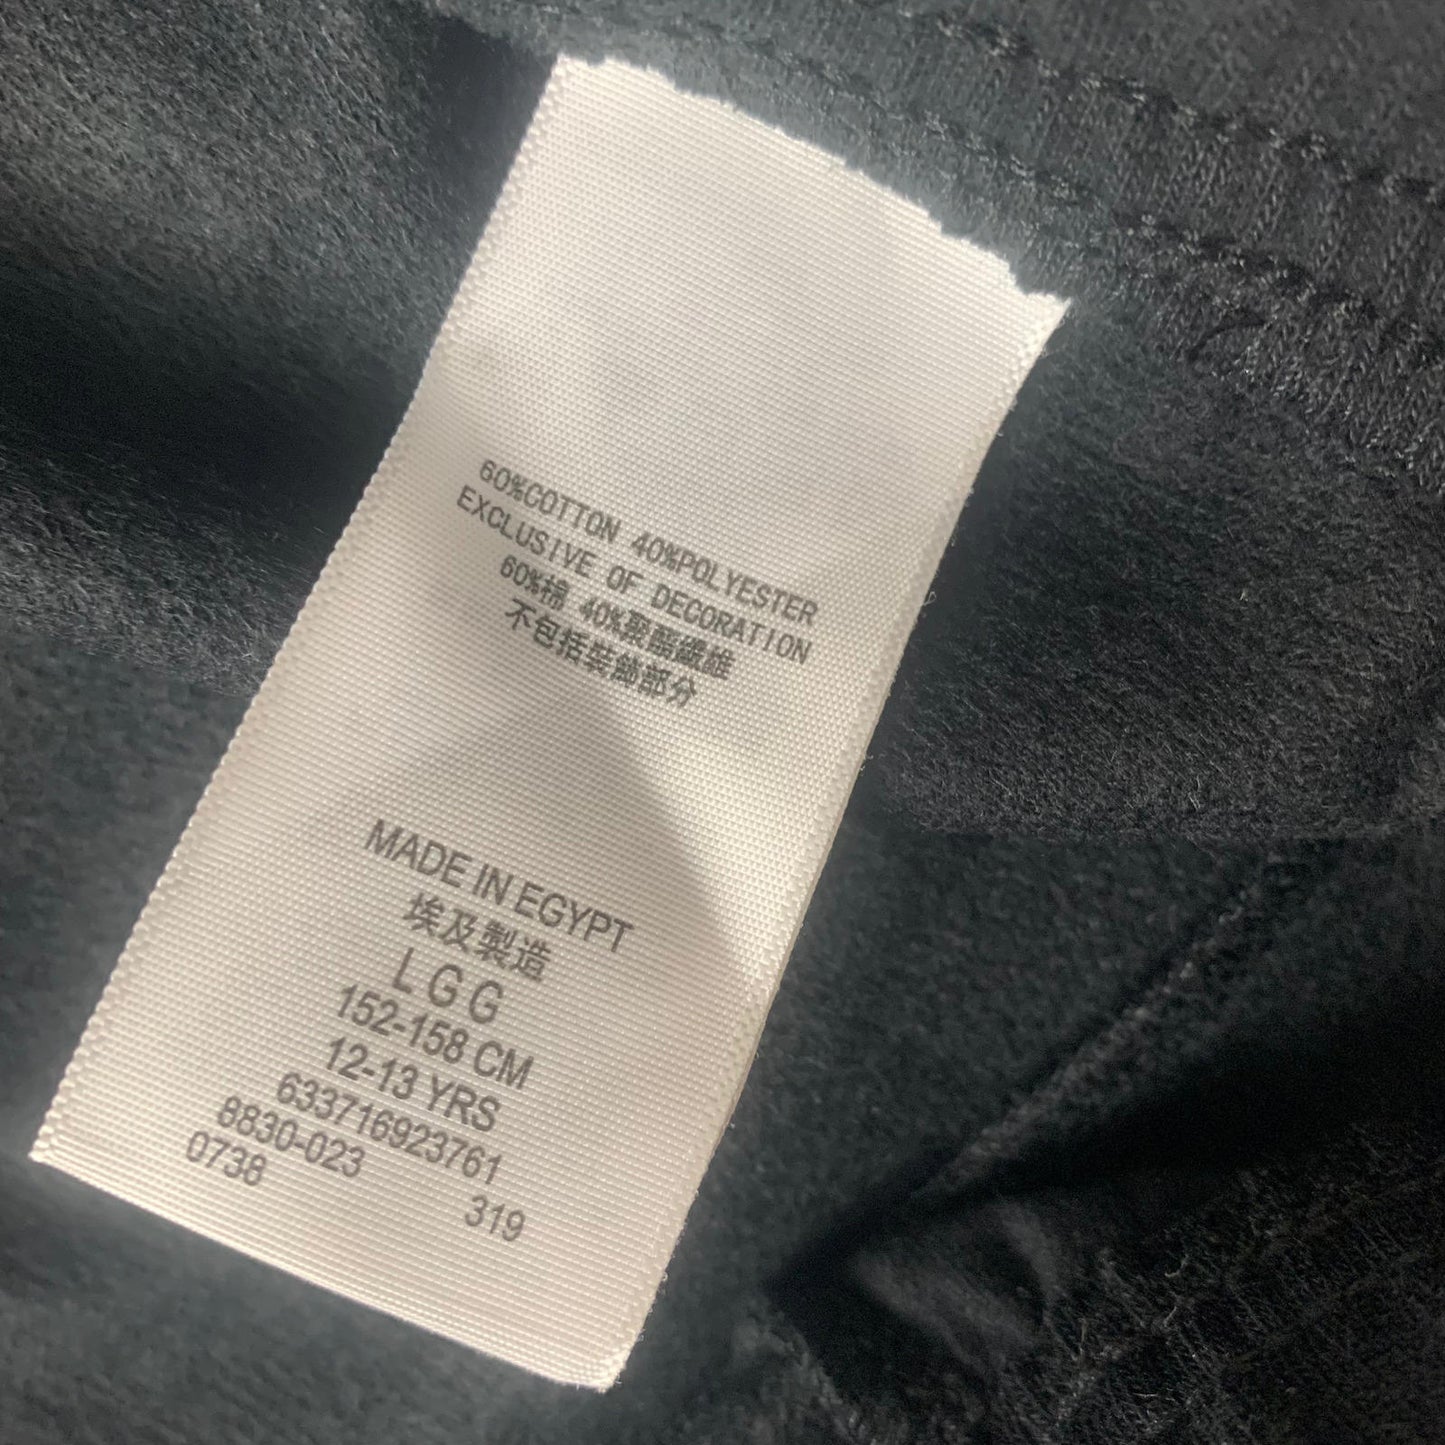 60%COTTON 40%POLYESTER
EXCLUSIVE OF DECORATION
60%棉 40%聚酯纖維
不包括裝飾部分
MADE IN EGYPT
埃及製造
L G G
152-158 CM
12-13 YRS
633716923761
8830-023
0738 319